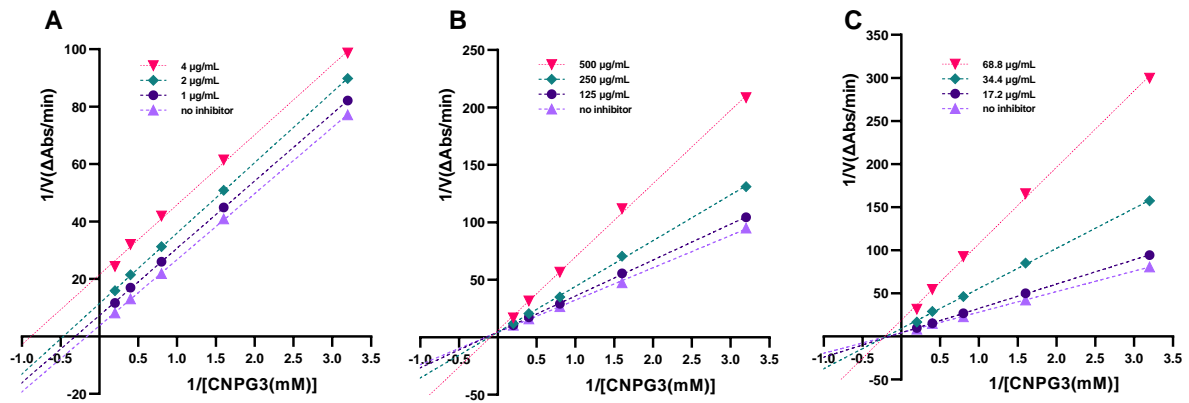 A
4 µg/mL
2 µg/mL
1 µg/mL
no inhibitor
1/V(ΔAbs/min)
100
80
60
40
20
-20
-1.0 -0.5 0.5 1.0 1.5 2.0 2.5 3.0 3.5
1/[CNPG3(mM)]
B
500 µg/mL
250 µg/mL
125 µg/mL
no inhibitor
1/V(ΔAbs/min)
250
200
150
100
50
-50
-1.0 -0.5 0.5 1.0 1.5 2.0 2.5 3.0 3.5
1/[CNPG3(mM)]
C
68.8 µg/mL
34.4 µg/mL
17.2 µg/mL
no inhibitor
1/V(ΔAbs/min)
350
300
250
200
150
100
50
-50
-1.0 -0.5 0.5 1.0 1.5 2.0 2.5 3.0 3.5
1/[CNPG3(mM)]